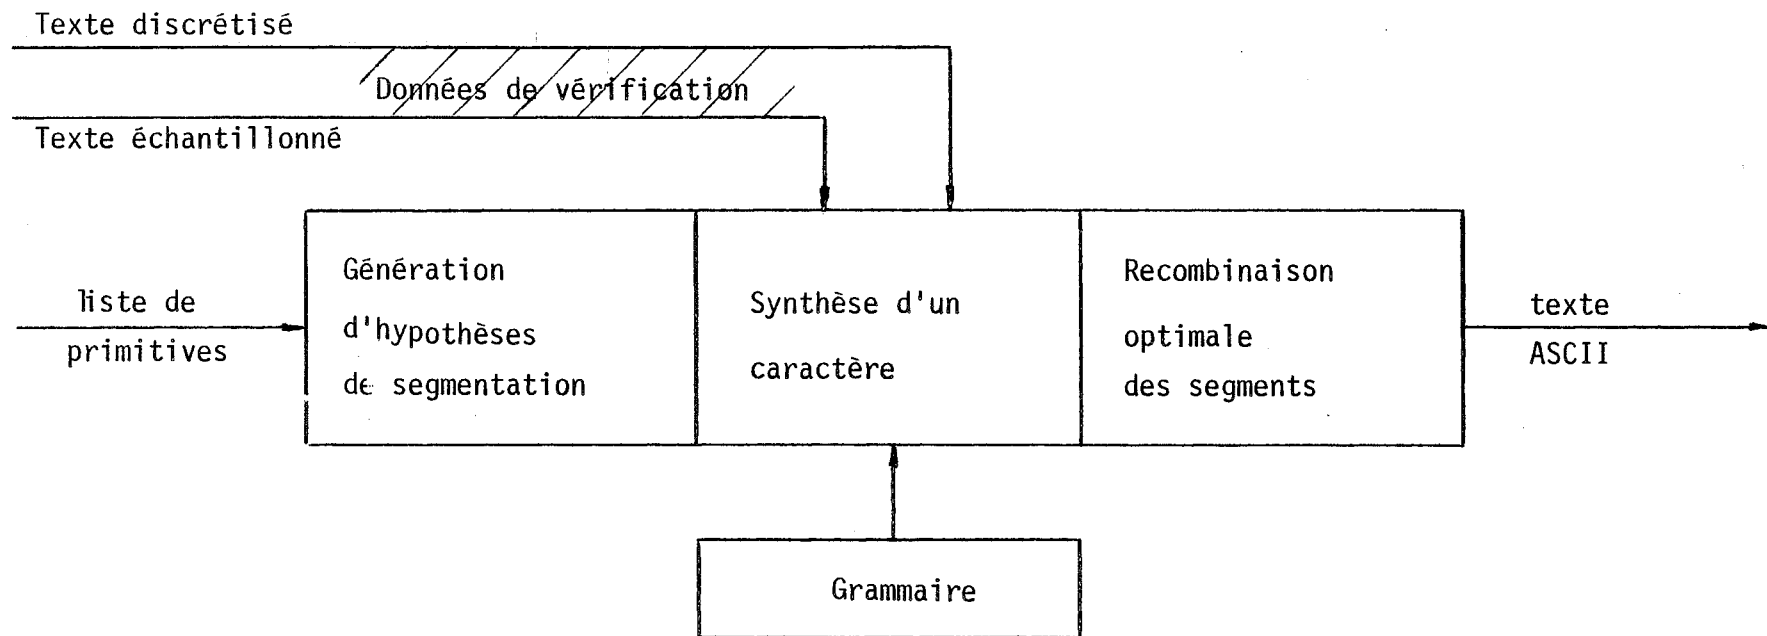 Texte discrétisé
Données de vérification
Texte échantillonné
liste de
primitives
Génération
d'hypothèses
de segmentation
Synthèse d'un
caractère
Recombinaison
optimale
des segments
texte
ASCII
Grammaire